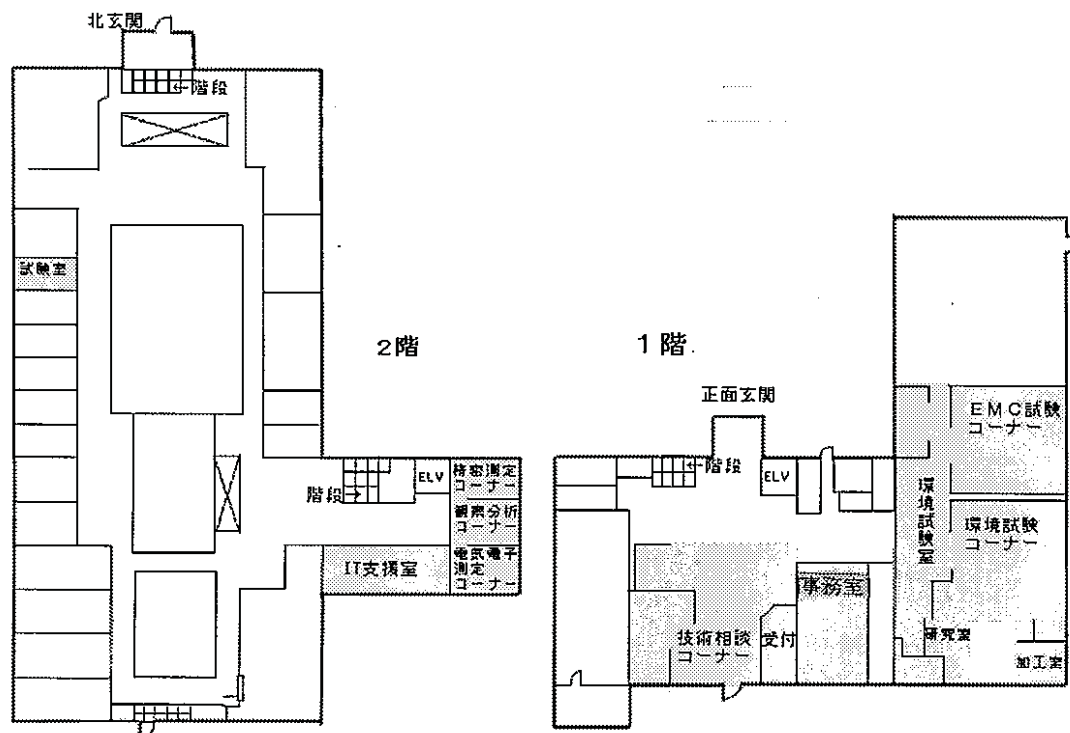 北玄関
←階段
試験室
2階
階段
ELV
精密測定
コーナー
観察分析
コーナー
電気電子
測定
コーナー
IT支援室
1階
正面玄関
←階段
ELV
EMC試験
コーナー
環境試験室
環境試験
コーナー
事務室
技術相談
コーナー
受付
研究室
加工室